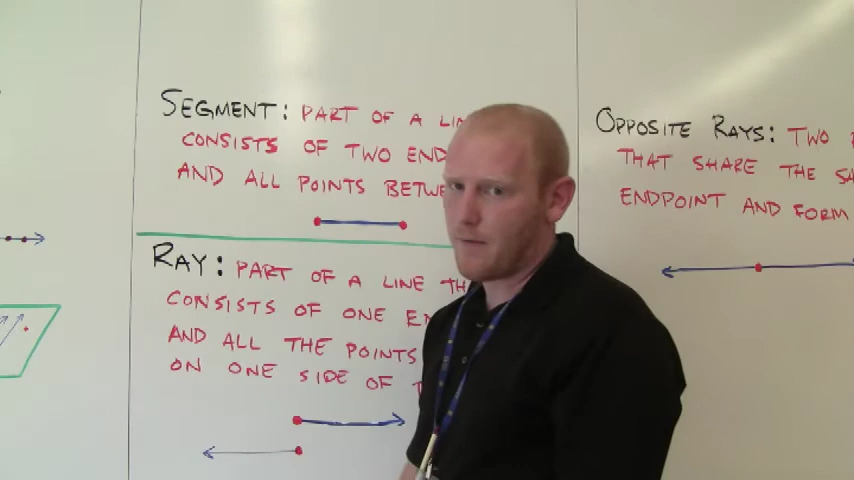 SEGMENT: PART OF A LINE
CONSISTS OF TWO END
AND ALL POINTS BETWE
RAY: PART OF A LINE TH
CONSISTS OF ONE EN
AND ALL THE POINTS
ON ONE SIDE OF
OPPOSITE RAYS: TWO
THAT SHARE THE SA
ENDPOINT AND FORM